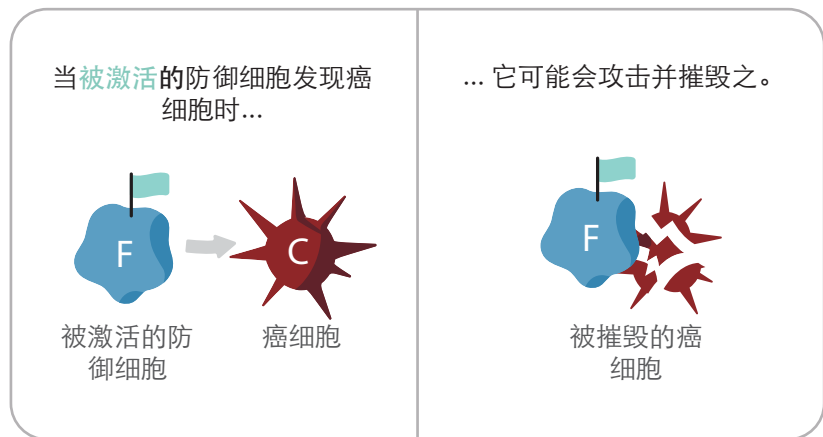 当被激活的防御细胞发现癌
细胞时...
F
C
被激活的防
御细胞
癌细胞
... 它可能会攻击并摧毁之。
F
被摧毁的癌
细胞